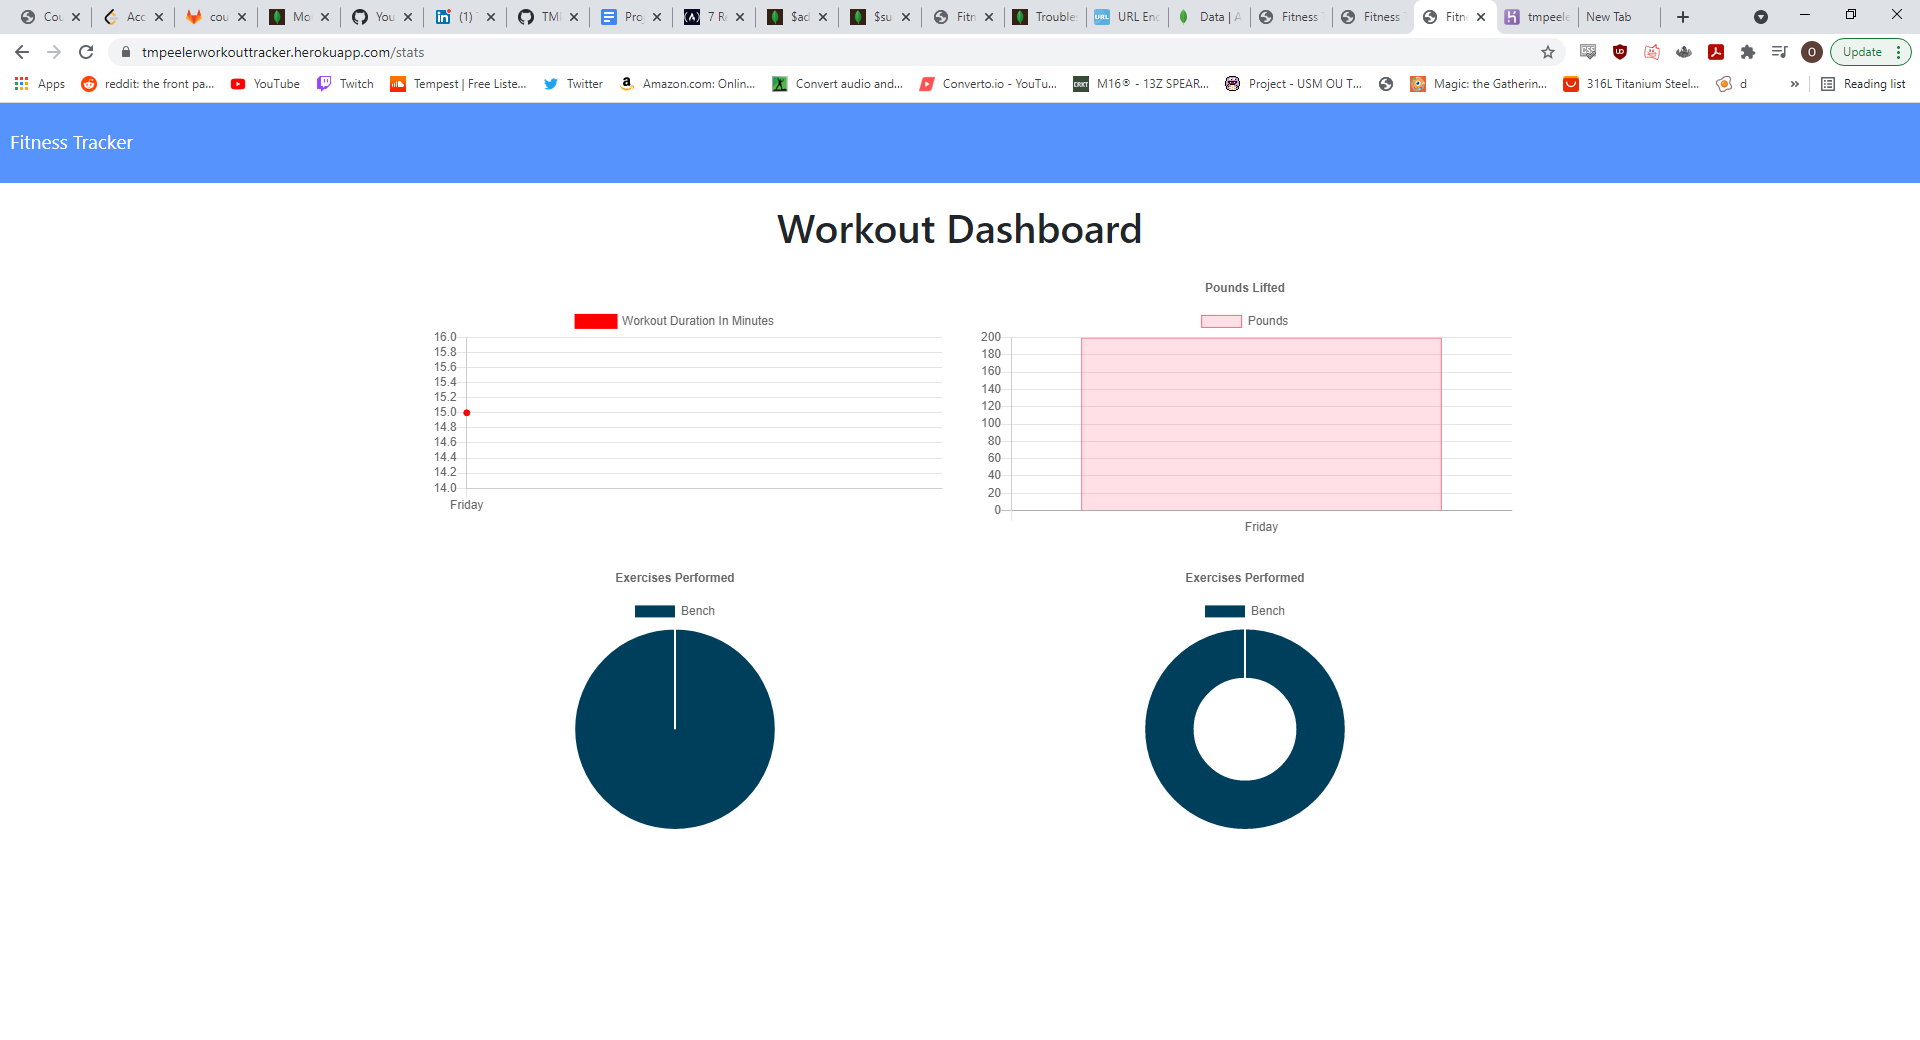 Cou
Acc
cou
Mo
You
(1)
TMI
Pro
7 R
$ad
$su
Fitn
Trouble
URL Enc
Data | A
Fitness
Fitness
Fitn
tmpeele
New Tab
tmpeelerworkouttracker.herokuapp.com/stats
Update
Apps
reddit: the front pa...
YouTube
Twitch
Tempest | Free Liste...
Twitter
Amazon.com: Onlin...
Convert audio and...
Converto.io - YouTu...
M16® - 13Z SPEAR...
Project - USM OU T...
Magic: the Gatherin...
316L Titanium Steel...
d
»
Reading list
Fitness Tracker
Workout Dashboard
Workout Duration In Minutes
16.0
15.8
15.6
15.4
15.2
15.0
14.8
14.6
14.4
14.2
14.0
Friday
Pounds Lifted
Pounds
200
180
160
140
120
100
80
60
40
20
0
Friday
Exercises Performed
Bench
Exercises Performed
Bench